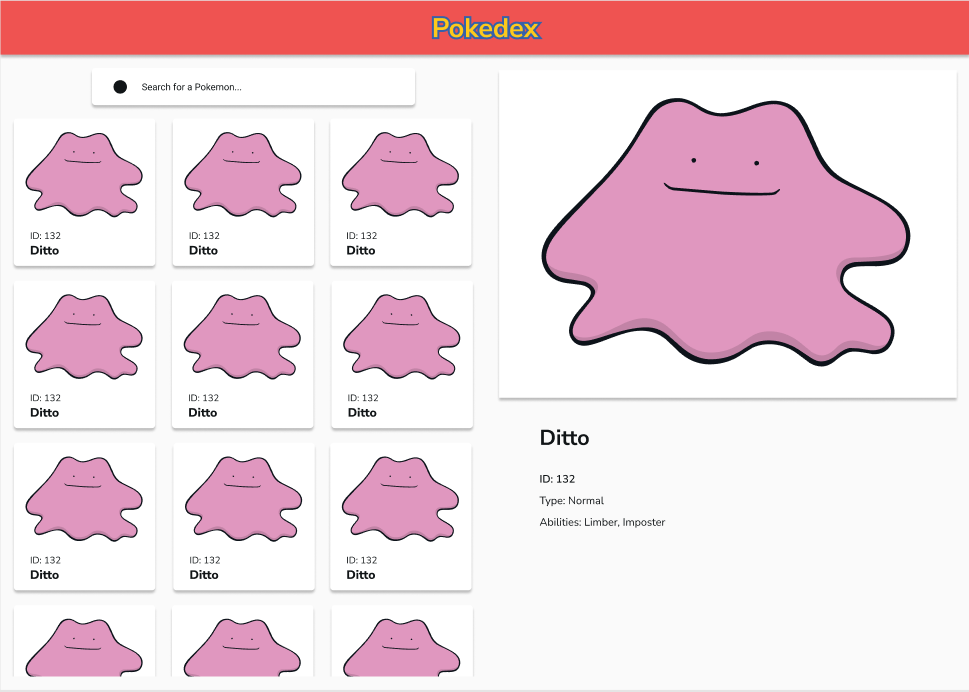 Pokedex
Search for a Pokemon...
ID: 132
Ditto
ID: 132
Ditto
ID: 132
Ditto
ID: 132
Ditto
ID: 132
Ditto
ID: 132
Ditto
ID: 132
Ditto
ID: 132
Ditto
ID: 132
Ditto
Ditto
ID: 132
Type: Normal
Abilities: Limber, Imposter